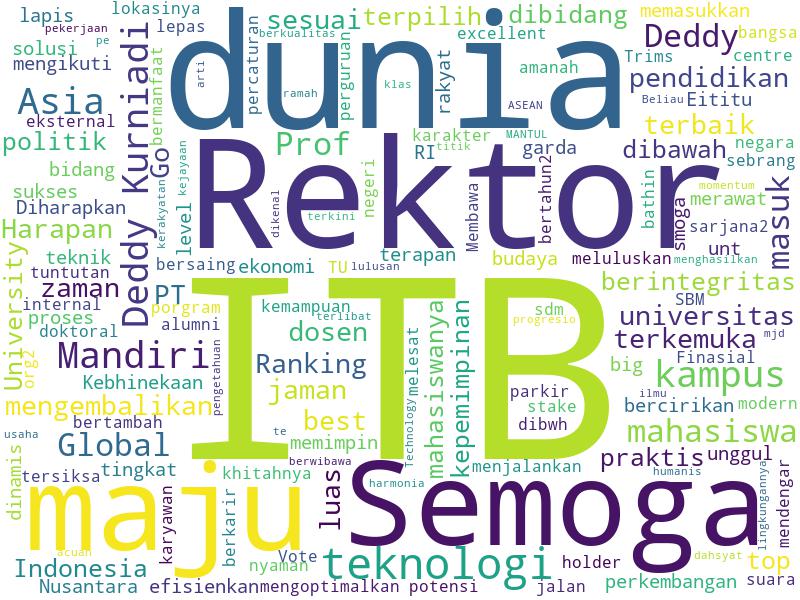 lapis
pekerjaan
lokasinya
lepas
sesuai
terpilih
dibidang
memasukkan
solusi
pe
berkualitas
excellent
Deddy
bangsa
mengikuti
dunia
Trims
centre
Asia
Deddy Kurniadi
bermanfaat
arti
percaturan
ramah
perguruan
klas
rakyat
amanah
ASEAN
pendidikan
eksternal
Beliau
Eititu
politik
Go
Prof
karakter
MANTUL
terbaik
RI
titik
garda
dibawah
negara
bidang
kejayaan
Rektor
sebrang
sukses
momentum
Diharapkan
kerakyatan
level
dikenal
terkini
negeri
Membawa
bertahun2
bathin
smoga
merawat
masuk
Harapan
sarjana2
teknik
bersaing
ekonomi
TU
lulusan
terapan
budaya
meluluskan
unt
menghasilkan
tuntutan
zaman
PT
ITB
berintegritas
University
internal
porgram
kemampuan
sdm
SBM
proses
alumni
terlibat
progresio
universitas
doktoral
dosen
mahasiswanya
kepemimpinan
terkemuka
mjd
Mandiri
pengetahuan
Ranking
Technology
melesat
big
Finasial
org2
Kebhinekaan
jaman
parkir
kampus
ilmu
mengembalikan
best
stake
bercirikan
modern
bertambah
te
dibwh
usaha
Global
memimpin
mahasiswa
dinamis
tersiksa
tingkat
khitahnya
berwibawa
menjalankan
praktis
unggul
maju
karyawan
berkarir
luas
harmonia
Semoga
humanis
lingkungannya
mendengar
acuan
Vote
Indonesia
nyaman
teknologi
holder
dahsyat
top
Nusantara
efisienkan
mengoptimalkan
potensi
jalan
perkembangan
suara